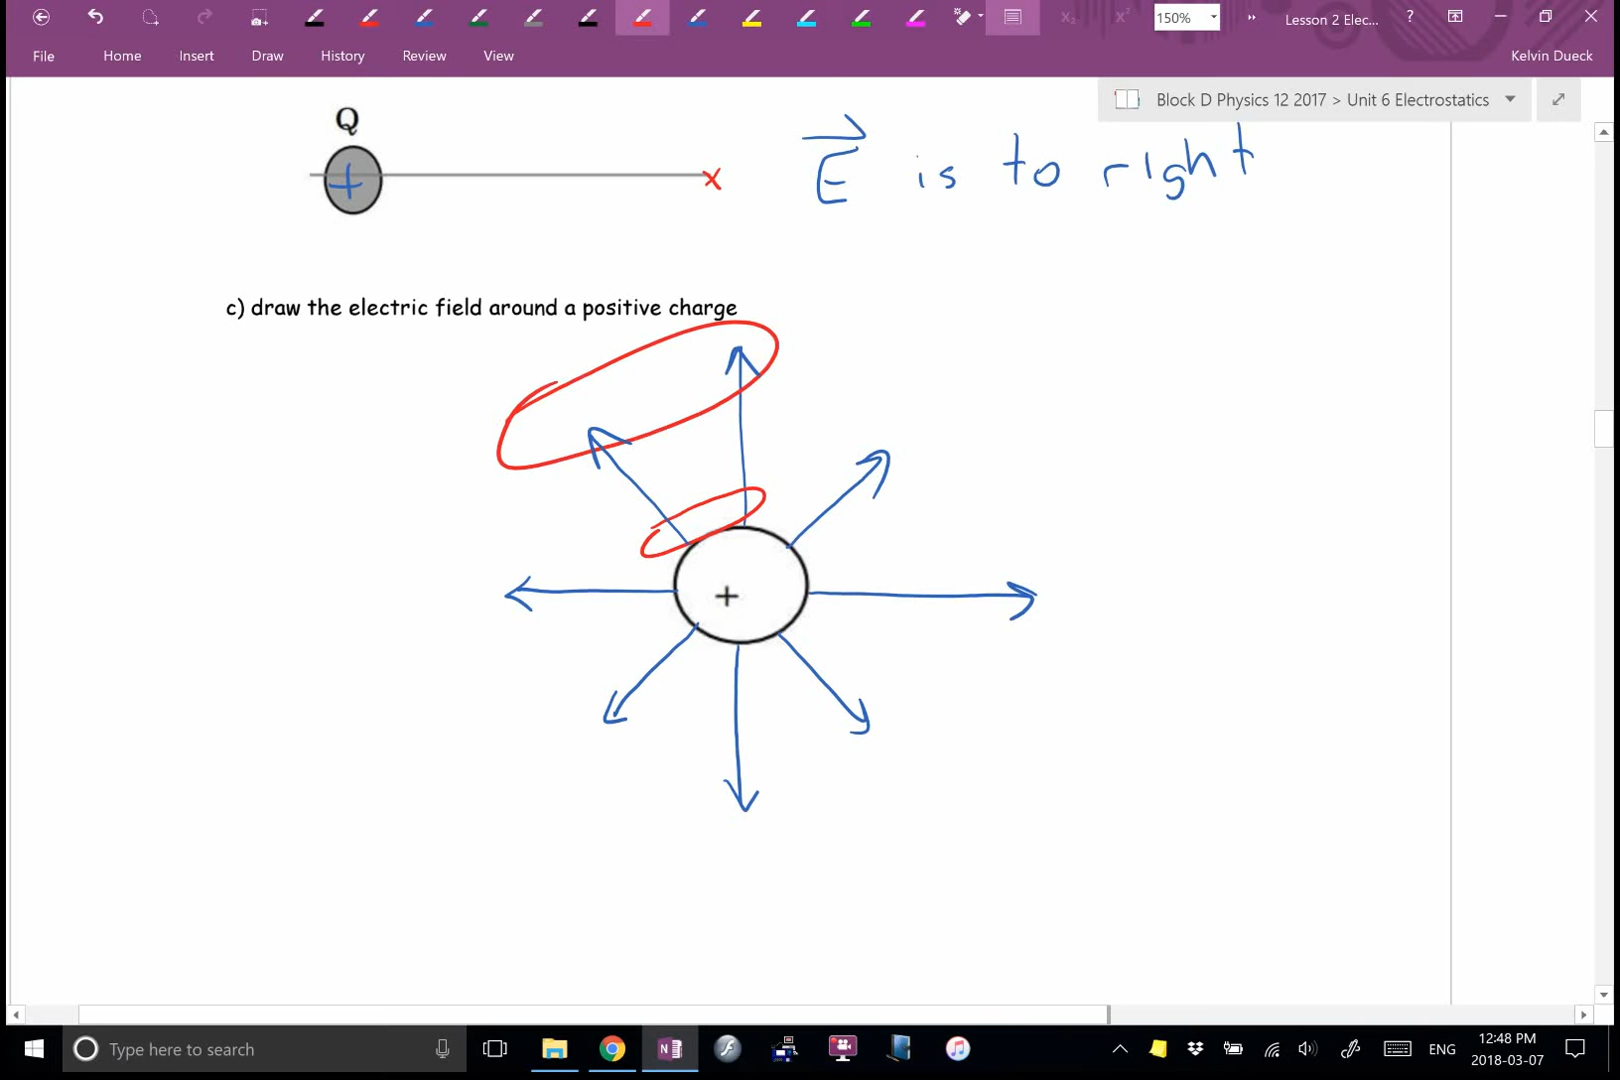 150% Lesson 2 Elec... ?
File Home Insert Draw History Review View Kelvin Dueck
Block D Physics 12 2017 > Unit 6 Electrostatics
Q
+ x E is to right
c) draw the electric field around a positive charge
+
Type here to search
ENG
12:48 PM
2018-03-07